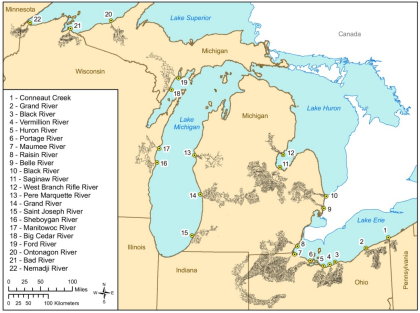 Minnesota
Lake Superior
Canada
Michigan
Wisconsin
Lake Huron
Lake
Michigan
Michigan
1 - Conneaut Creek
2 - Grand River
3 - Black River
4 - Vermillion River
5 - Huron River
6 - Portage River
7 - Maumee River
8 - Raisin River
9 - Belle River
10 - Black River
11 - Saginaw River
12 - West Branch Rifle River
13 - Pere Marquette River
14 - Grand River
15 - Saint Joseph River
16 - Sheboygan River
17 - Manitowoc River
18 - Big Cedar River
19 - Ford River
20 - Ontonagon River
21 - Bad River
22 - Nemadji River
0 50 100
Miles
0 50 100 Kilometers
N
Illinois
Indiana
Ohio
Lake Erie
Pennsylvania
22
21
20
19
18
17
16
13
14
15
12
11
10
9
8
7
6
5
4
3
2
1